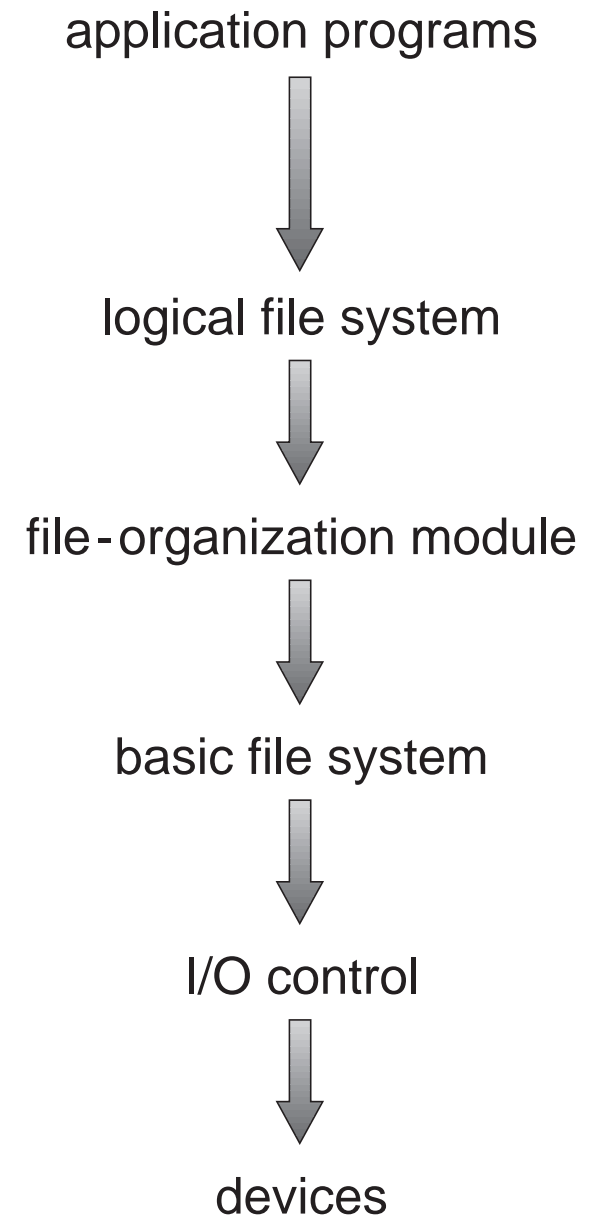 application programs
logical file system
file-organization module
basic file system
I/O control
devices